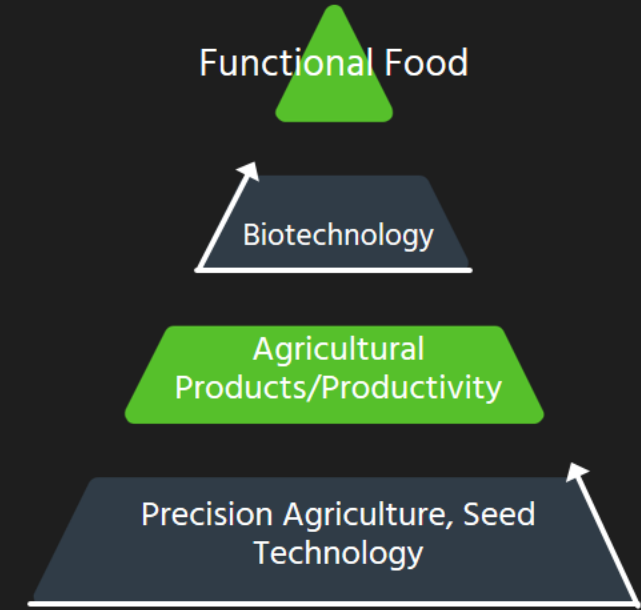 Functional Food
Biotechnology
Agricultural
Products/Productivity
Precision Agriculture, Seed
Technology